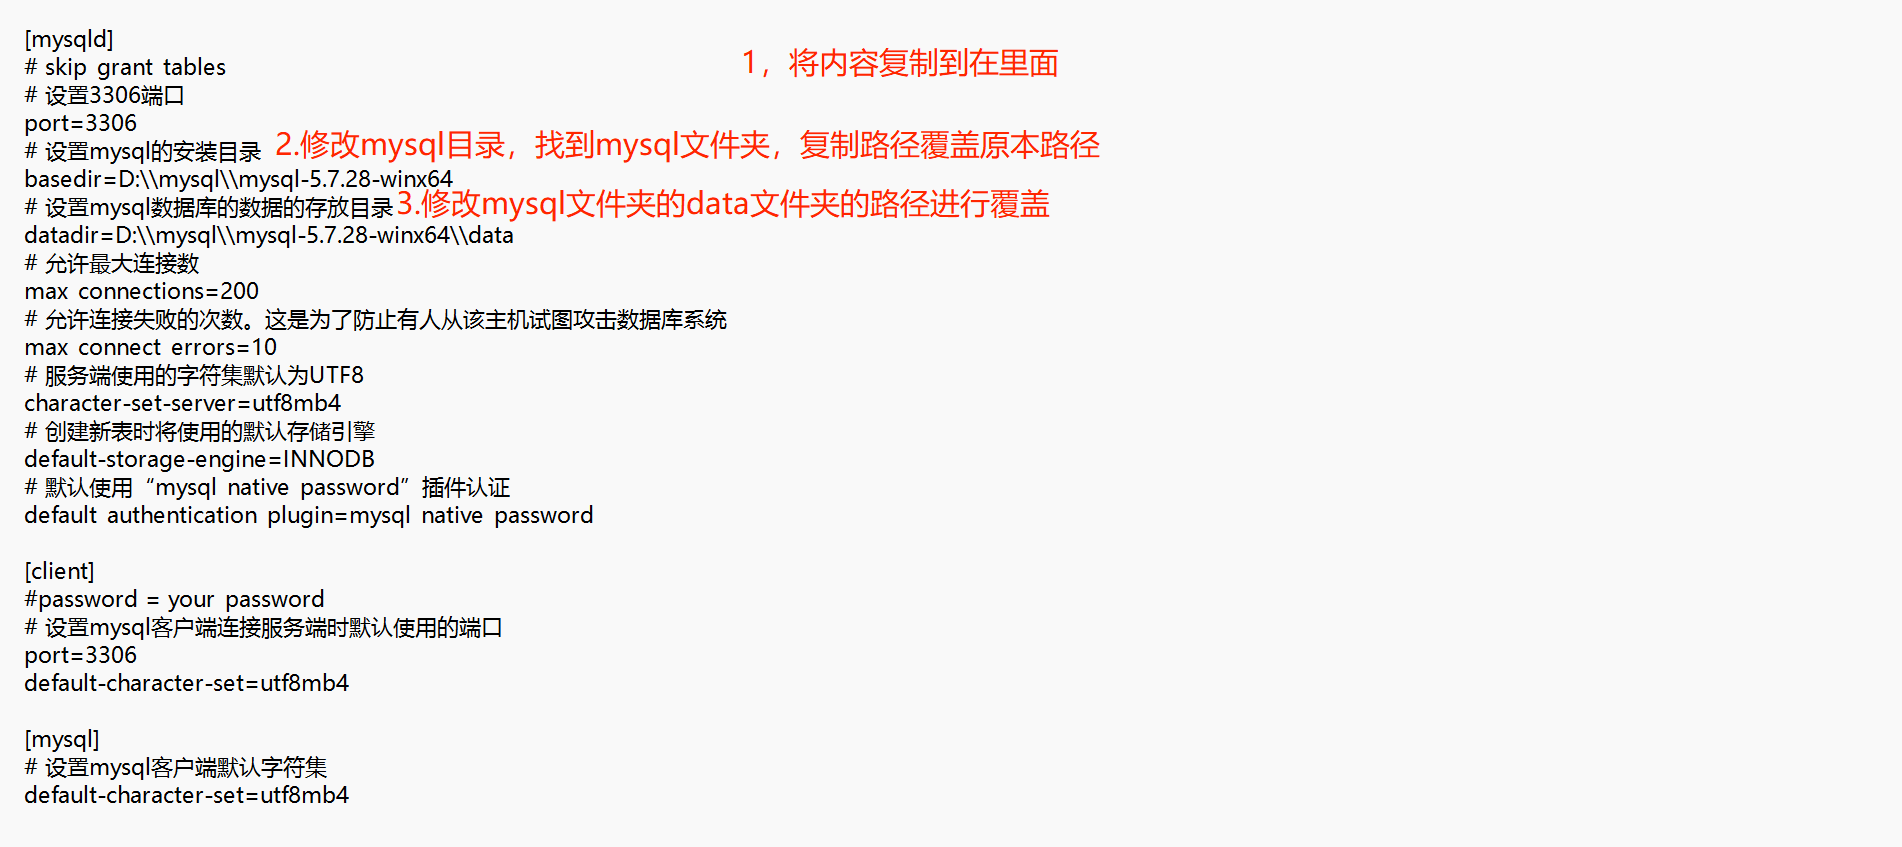 [mysqld]
1，将内容复制到在里面
# skip grant tables
# 设置3306端口
port=3306
# 设置mysql的安装目录
2.修改mysql目录，找到mysql文件夹，复制路径覆盖原本路径
basedir=D:\\mysql\\mysql-5.7.28-winx64
# 设置mysql数据库的数据的存放目录
3.修改mysql文件夹的data文件夹的路径进行覆盖
datadir=D:\\mysql\\mysql-5.7.28-winx64\\data
# 允许最大连接数
max connections=200
# 允许连接失败的次数。这是为了防止有人从该主机试图攻击数据库系统
max connect errors=10
# 服务端使用的字符集默认为UTF8
character-set-server=utf8mb4
# 创建新表时将使用的默认存储引擎
default-storage-engine=INNODB
# 默认使用“mysql native password”插件认证
default authentication plugin=mysql native password
[client]
#password = your password
# 设置mysql客户端连接服务端时默认使用的端口
port=3306
default-character-set=utf8mb4
[mysql]
# 设置mysql客户端默认字符集
default-character-set=utf8mb4